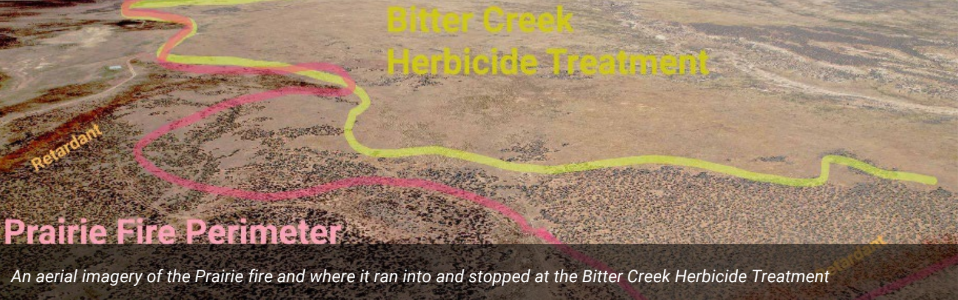 Bitter Creek
Herbicide Treatment
Retardant
Prairie Fire Perimeter
Retardant
An aerial imagery of the Prairie fire and where it ran into and stopped at the Bitter Creek Herbicide Treatment